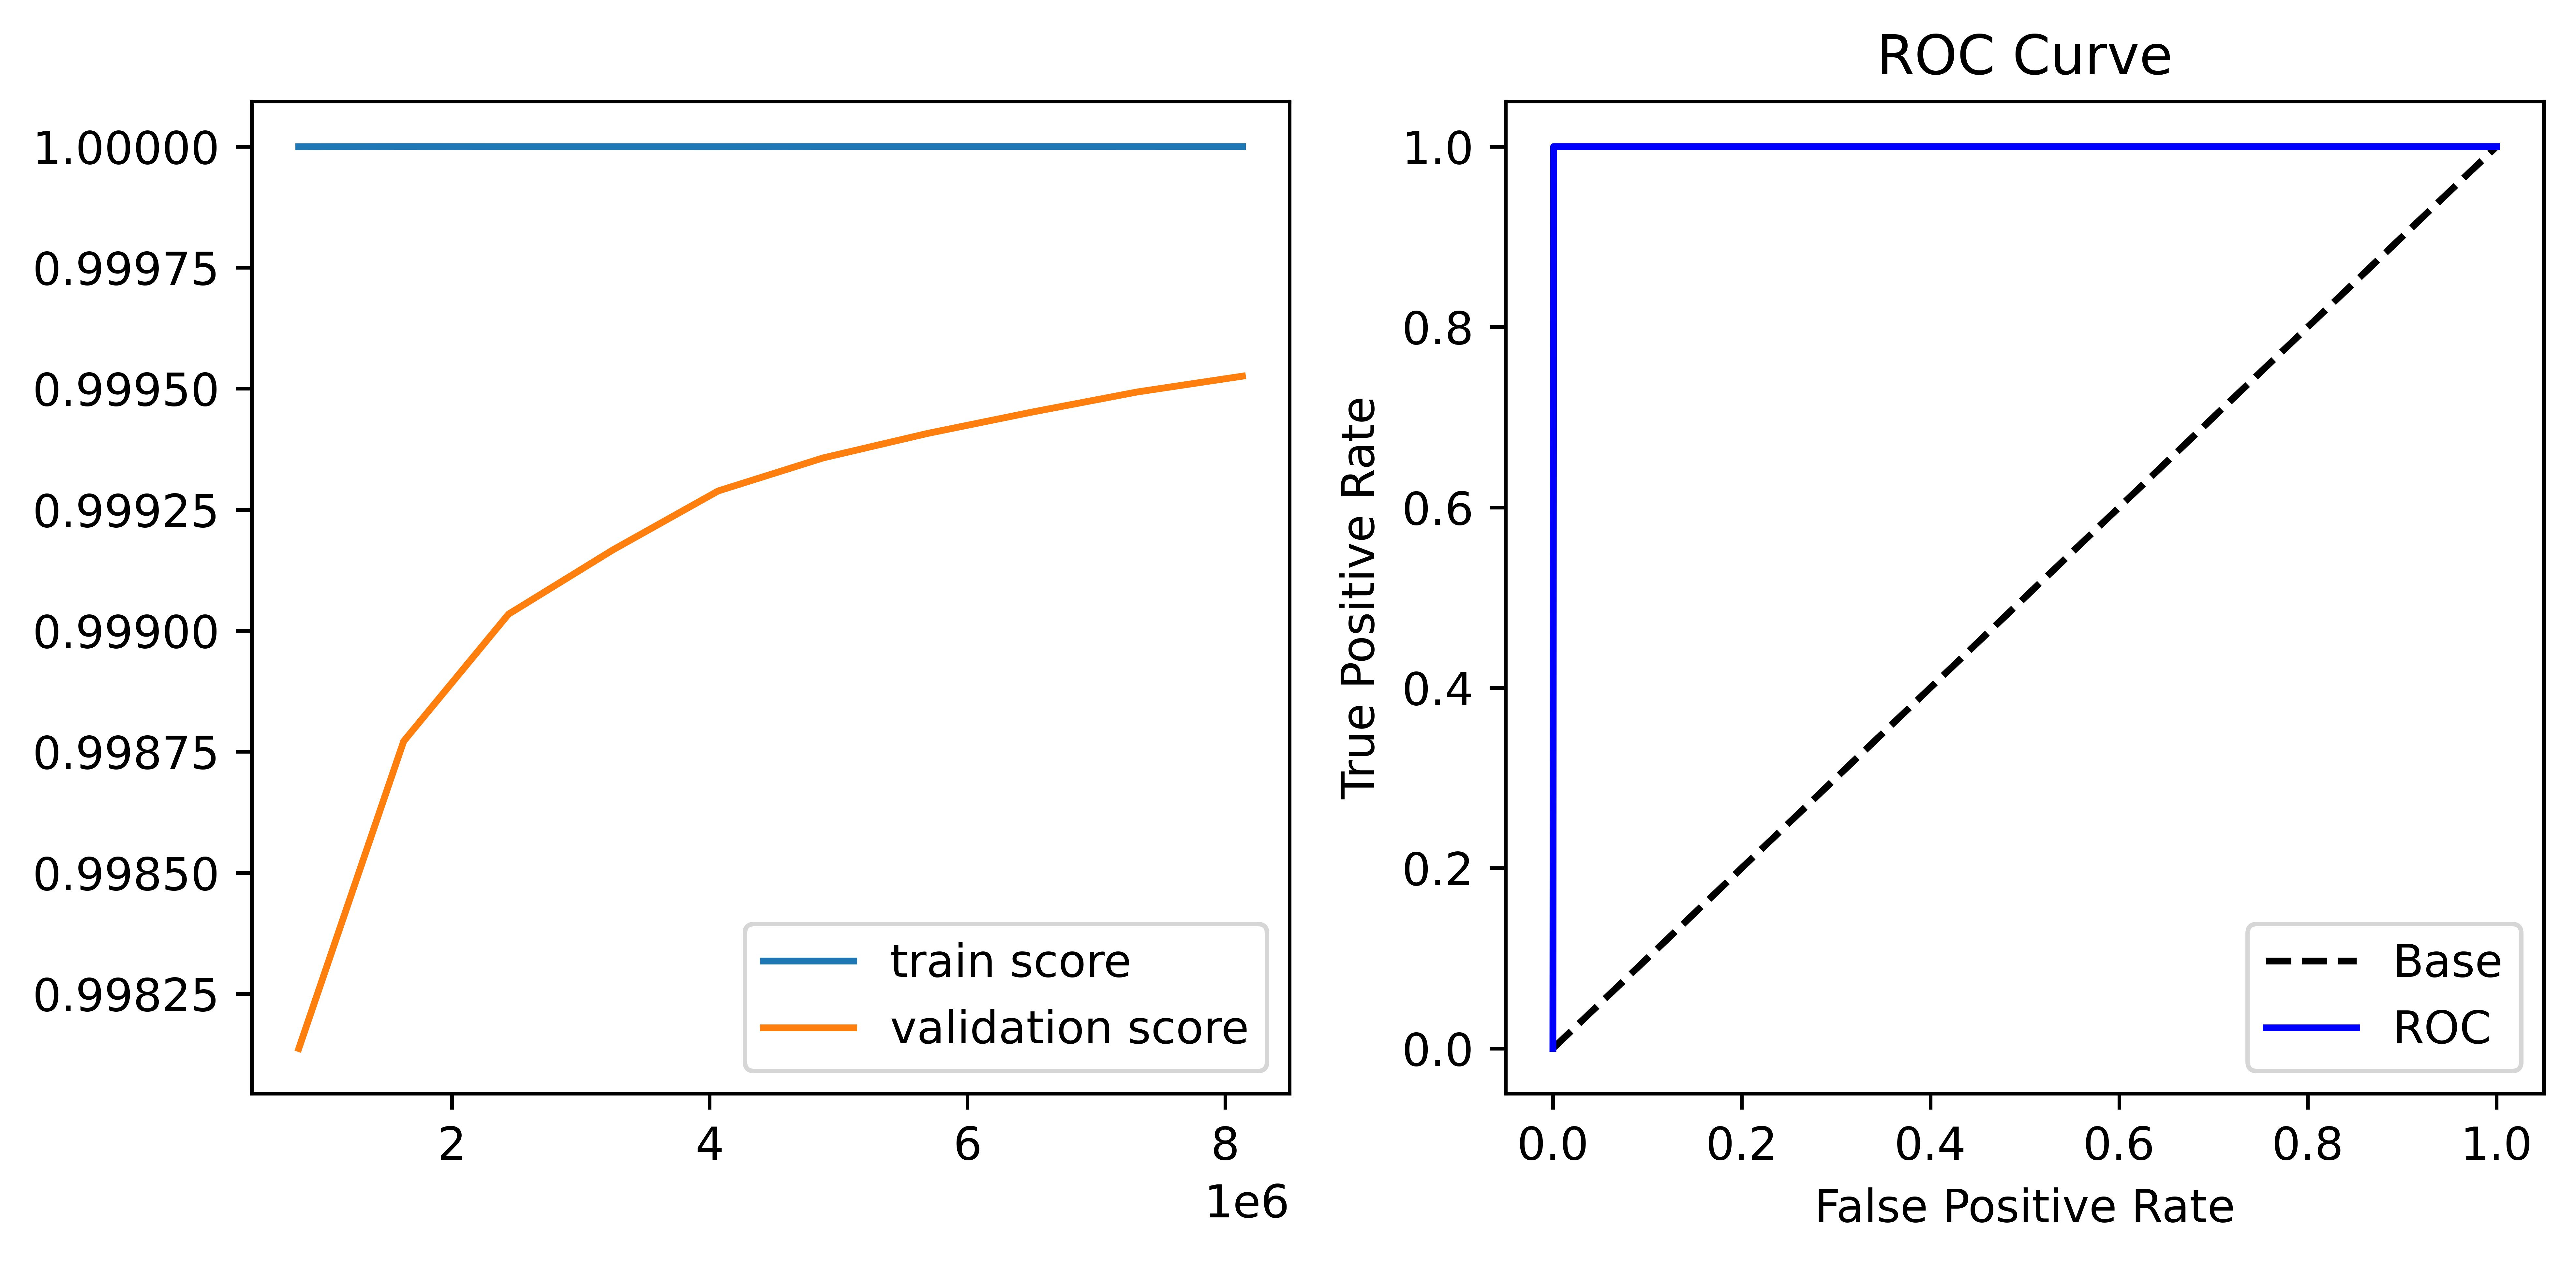 1.00000
0.99975
0.99950
0.99925
0.99900
0.99875
0.99850
0.99825
train score
validation score
2 4 6 8
1e6
ROC Curve
True Positive Rate
1.0
0.8
0.6
0.4
0.2
0.0
Base
ROC
0.0 0.2 0.4 0.6 0.8 1.0
False Positive Rate